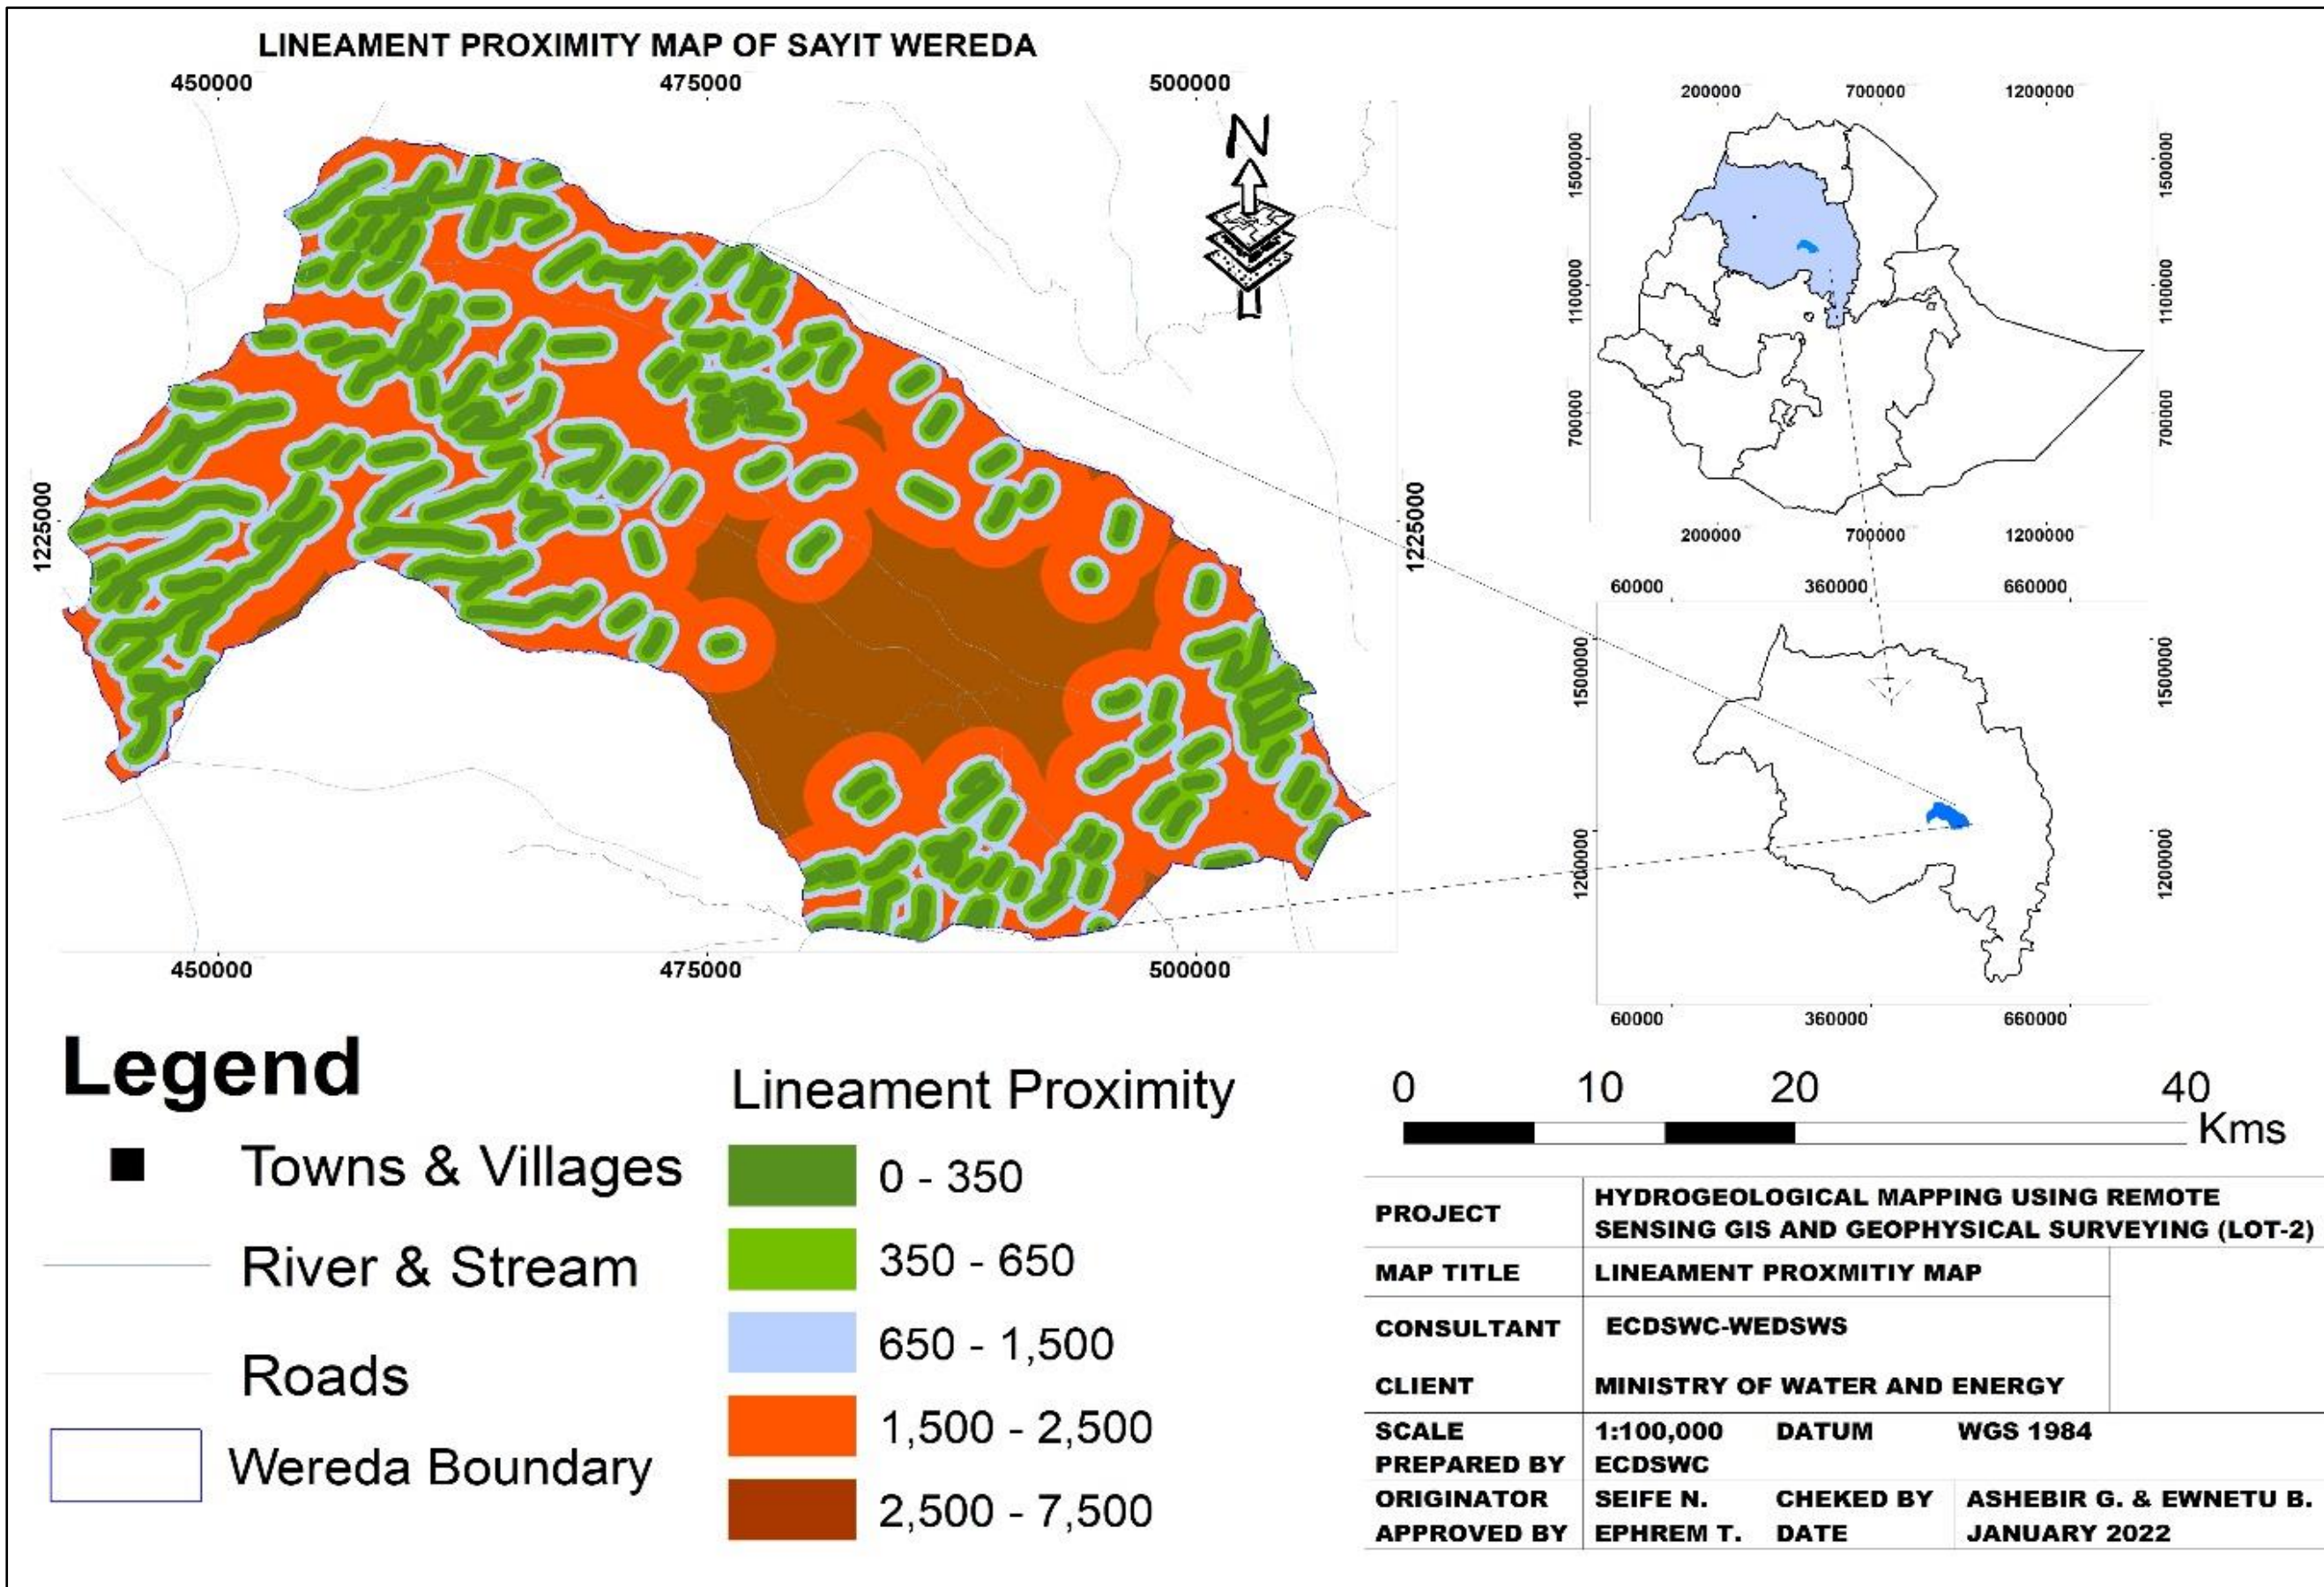 LINEAMENT PROXIMITY MAP OF SAYIT WEREDA
450000 475000 500000
N
1225000
1225000
450000 475000 500000
200000 700000 1200000
1500000
1100000
700000
1500000
1100000
700000
200000 700000 1200000
60000 360000 660000
1500000
1200000
1500000
1200000
60000 360000 660000
Legend
Towns & Villages
River & Stream
Roads
Wereda Boundary
Lineament Proximity
0 - 350
350 - 650
650 - 1,500
1,500 - 2,500
2,500 - 7,500
0 10 20 40
Kms
PROJECT HYDROGEOLOGICAL MAPPING USING REMOTE
SENSING GIS AND GEOPHYSICAL SURVEYING (LOT-2)
MAP TITLE LINEAMENT PROXMITIY MAP
CONSULTANT ECDSWC-WEDSWS
CLIENT MINISTRY OF WATER AND ENERGY
SCALE 1:100,000 DATUM WGS 1984
PREPARED BY ECDSWC
ORIGINATOR SEIFE N. CHEKED BY ASHEBIR G. & EWNETU B.
APPROVED BY EPHREM T. DATE JANUARY 2022